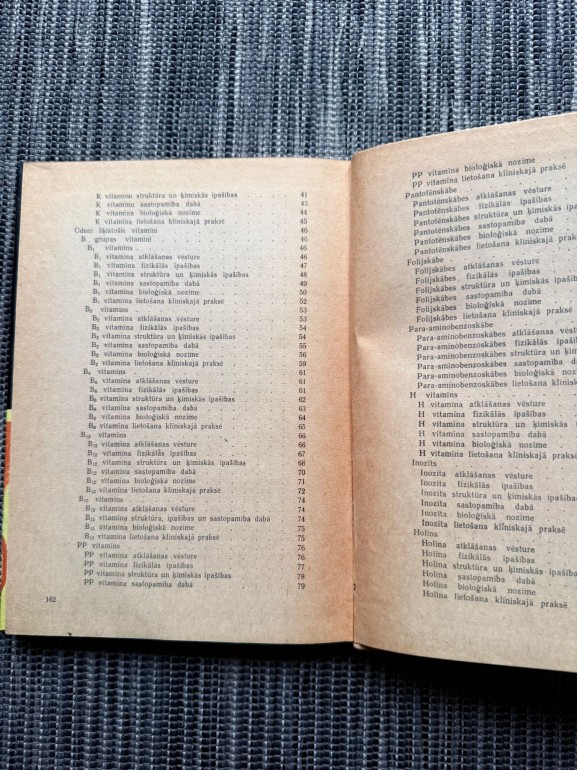 K vitamīnu struktūra un ķīmiskās īpašības 41
K vitamīnu sastopamība dabā 43
K vitamīna bioloģiskā nozīme 44
K vitamīna lietošana klīniskajā praksē 45
Ūdenī šķīstošie vitamīni 46
B grupas vitamīni 46
B₁ vitamīns 46
B₁ vitamīna atklāšanas vēsture 46
B₁ vitamīna fizikālās īpašības 47
B₁ vitamīna struktūra un ķīmiskās īpašības 48
B₁ vitamīna sastopamība dabā 49
B₁ vitamīna bioloģiskā nozīme 50
B₁ vitamīna lietošana klīniskajā praksē 52
B₂ vitamīns 53
B₂ vitamīna atklāšanas vēsture 53
B₂ vitamīna fizikālās īpašības 54
B₂ vitamīna struktūra un ķīmiskās īpašības 54
B₂ vitamīna sastopamība dabā 55
B₂ vitamīna bioloģiskā nozīme 56
B₂ vitamīna lietošana klīniskajā praksē 59
B₆ vitamīns 61
B₆ vitamīna atklāšanas vēsture 61
B₆ vitamīna fizikālās īpašības 61
B₆ vitamīna struktūra un ķīmiskās īpašības 62
B₆ vitamīna sastopamība dabā 63
B₆ vitamīna bioloģiskā nozīme 64
B₆ vitamīna lietošana klīniskajā praksē 65
B₁₂ vitamīns 66
B₁₂ vitamīna atklāšanas vēsture 66
B₁₂ vitamīna fizikālās īpašības 67
B₁₂ vitamīna struktūra un ķīmiskās īpašības 68
B₁₂ vitamīna sastopamība dabā 70
B₁₂ vitamīna bioloģiskā nozīme 71
B₁₂ vitamīna lietošana klīniskajā praksē 72
B₁₅ vitamīns 74
B₁₅ vitamīna atklāšanas vēsture 74
B₁₅ vitamīna struktūra, īpašības un sastopamība dabā 74
B₁₅ vitamīna bioloģiskā nozīme 75
B₁₅ vitamīna lietošana klīniskajā praksē 75
PP vitamīns 76
PP vitamīna atklāšanas vēsture 76
PP vitamīna fizikālās īpašības 77
PP vitamīna struktūra un ķīmiskās īpašības 78
PP vitamīna sastopamība dabā 79
162
PP vitamīna bioloģiskā nozīme
PP vitamīna lietošana klīniskajā praksē
Pantotēnskābe
Pantotēnskābes atklāšanas vēsture
Pantotēnskābes fizikālās īpašības
Pantotēnskābes struktūra un ķīmiskās
Pantotēnskābes sastopamība dabā
Pantotēnskābes bioloģiskā nozīme
Pantotēnskābes lietošana klīniskajā
Folijskābe
Folijskābes atklāšanas vēsture
Folijskābes fizikālās īpašības
Folijskābes struktūra un ķīmiskās
Folijskābes sastopamība dabā
Folijskābes bioloģiskā nozīme
Folijskābes lietošana klīniskajā
Para-aminobenzoskābe
Para-aminobenzoskābes atklāšanas vēsture
Para-aminobenzoskābes fizikālās
Para-aminobenzoskābes struktūra un
Para-aminobenzoskābes sastopamība
Para-aminobenzoskābes bioloģiskā
Para-aminobenzoskābes lietošana
H vitamīns
H vitamīna atklāšanas vēsture
H vitamīna fizikālās īpašības
H vitamīna struktūra un ķīmiskās
H vitamīna sastopamība dabā
H vitamīna bioloģiskā nozīme
H vitamīna lietošana klīniskajā
Inozīts
Inozīta atklāšanas vēsture
Inozīta fizikālās īpašības
Inozīta struktūra un ķīmiskās
Inozīta sastopamība dabā
Inozīta bioloģiskā nozīme
Inozīta lietošana klīniskajā praksē
Holīns
Holīna atklāšanas vēsture
Holīna fizikālās īpašības
Holīna struktūra un ķīmiskās
Holīna sastopamība dabā
Holīna bioloģiskā nozīme
Holīna lietošana klīniskajā praksē